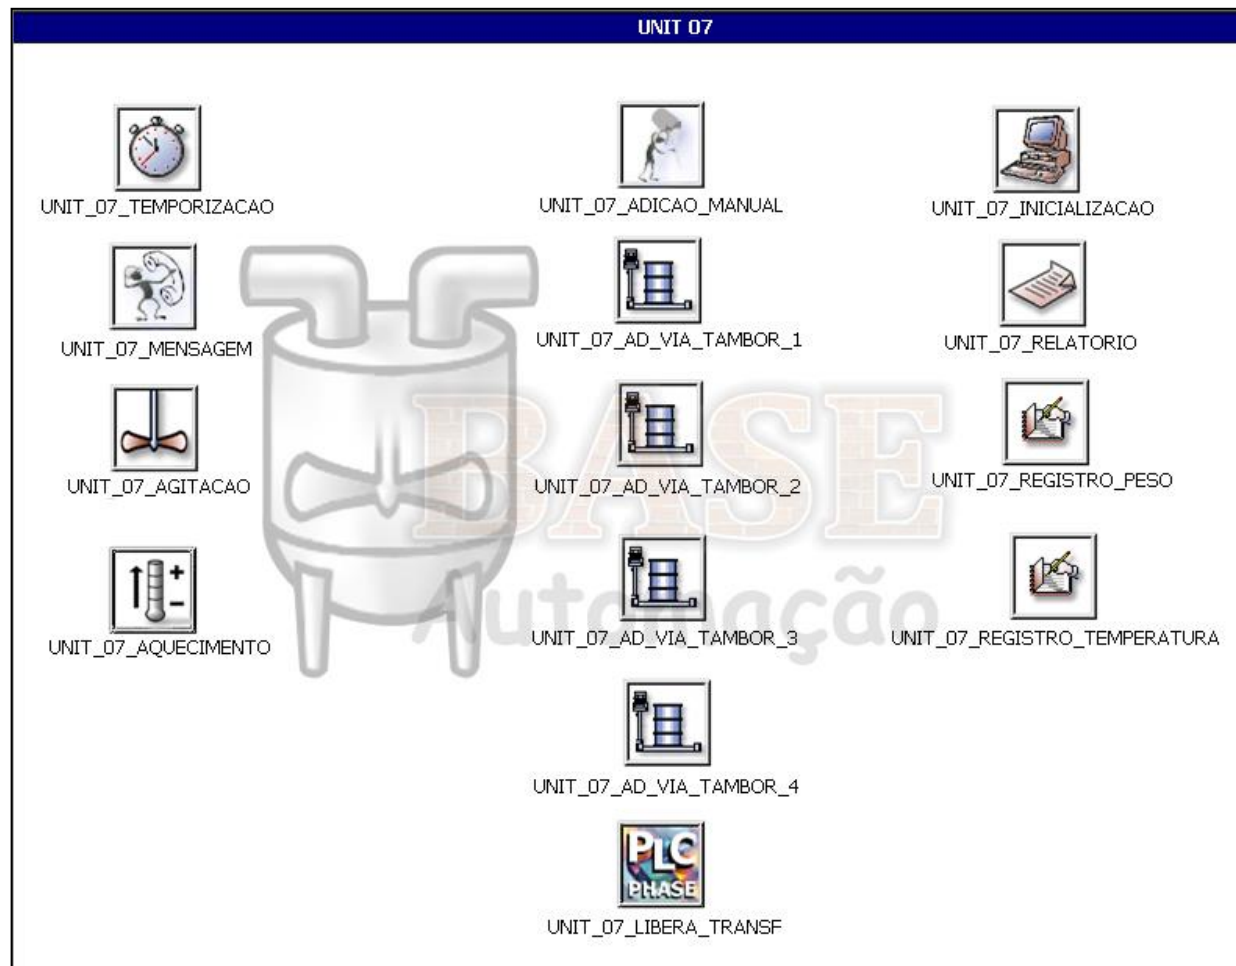 UNIT 07
UNIT_07_TEMPORIZACAO
UNIT_07_ADICAO_MANUAL
UNIT_07_INICIALIZACAO
UNIT_07_MENSAGEM
UNIT_07_AD_VIA_TAMBOR_1
UNIT_07_RELATORIO
UNIT_07_AGITACAO
UNIT_07_AD_VIA_TAMBOR_2
UNIT_07_REGISTRO_PESO
BASE
Automação
UNIT_07_AQUECIMENTO
UNIT_07_AD_VIA_TAMBOR_3
UNIT_07_REGISTRO_TEMPERATURA
UNIT_07_AD_VIA_TAMBOR_4
PLC
PHASE
UNIT_07_LIBERA_TRANSF